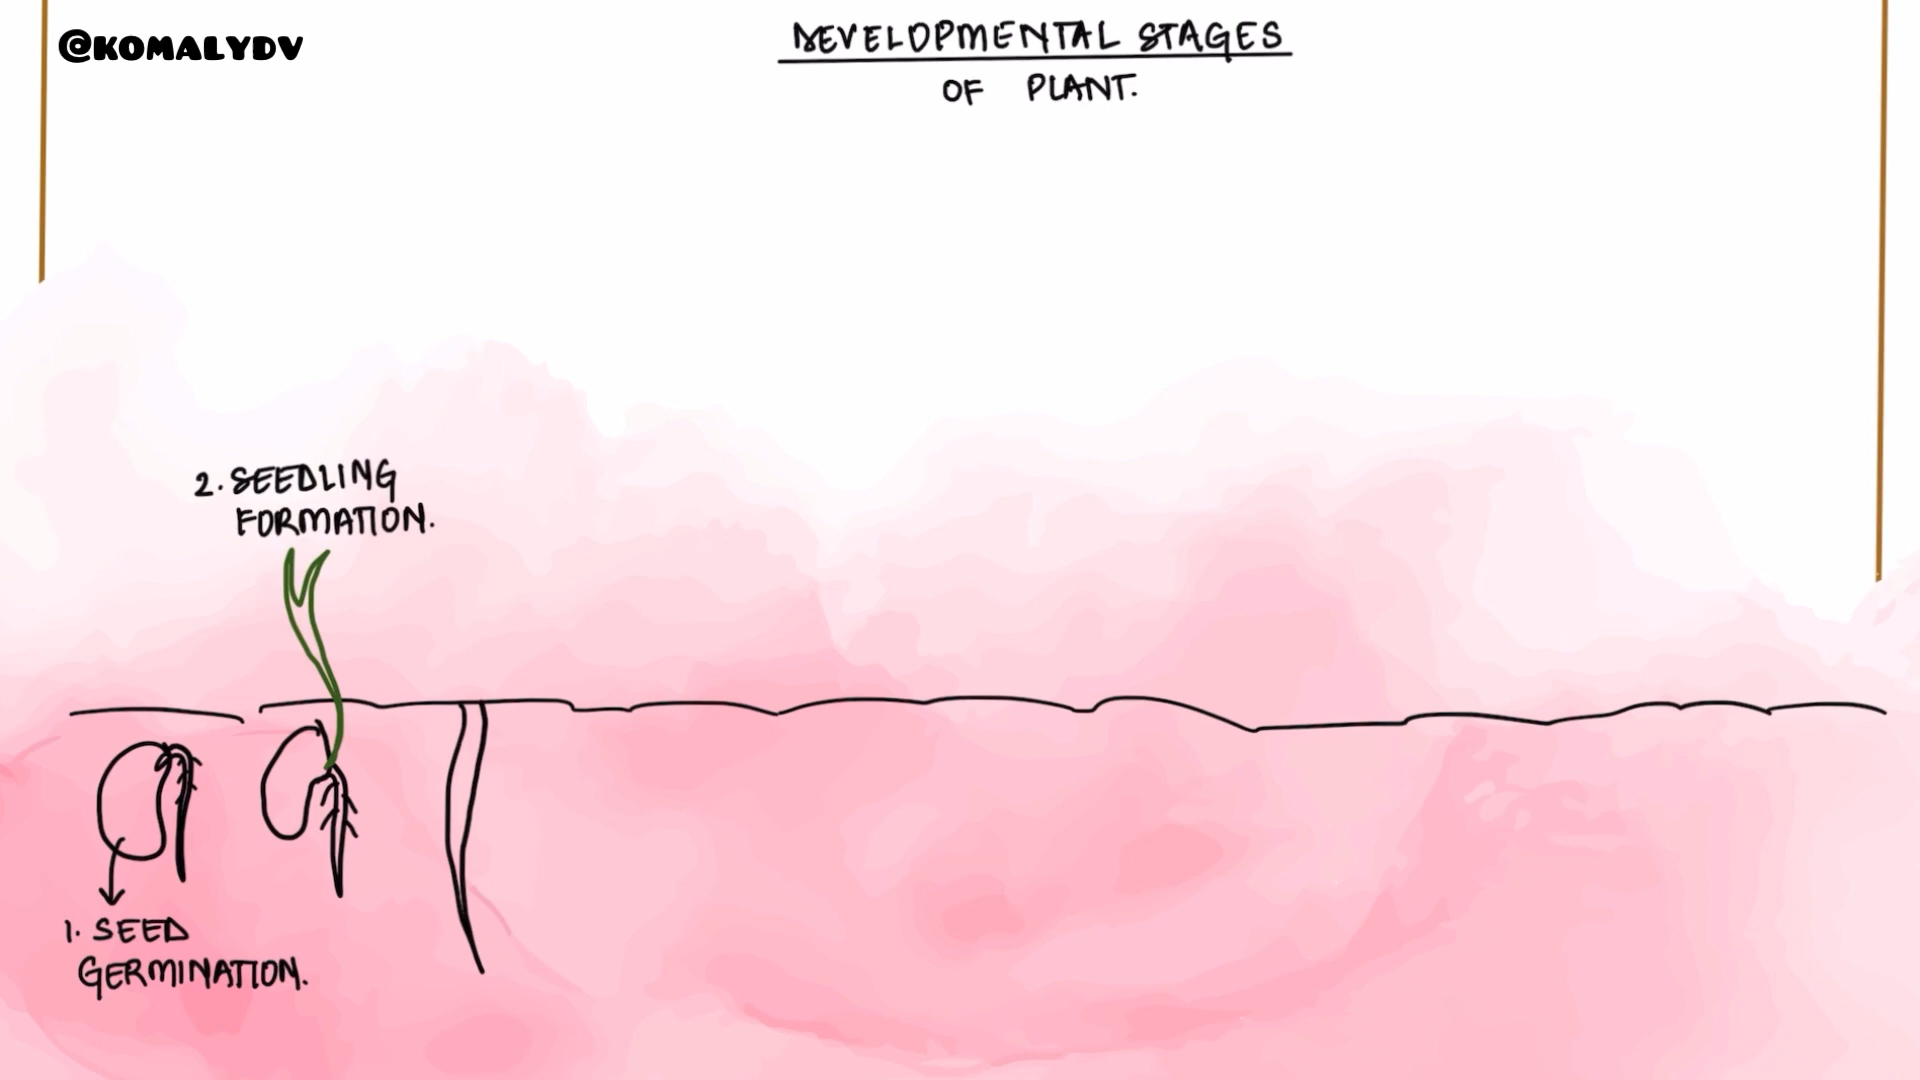 @KOMALYDV
DEVELOPMENTAL STAGES
OF PLANT.
2. SEEDLING
FORMATION.
1. SEED
GERMINATION.